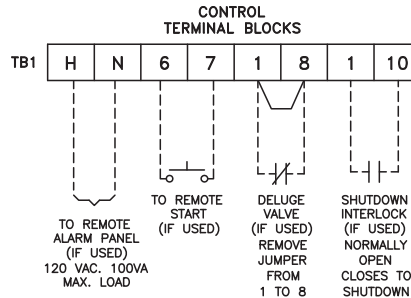 CONTROL
TERMINAL BLOCKS
TB1 H N 6 7 1 8 1 10
TO REMOTE
ALARM PANEL
(IF USED)
120 VAC. 100VA
MAX. LOAD
TO REMOTE
START
(IF USED)
DELUGE
VALVE
(IF USED)
REMOVE
JUMPER
FROM
1 TO 8
SHUTDOWN
INTERLOCK
(IF USED)
NORMALLY
OPEN
CLOSES TO
SHUTDOWN